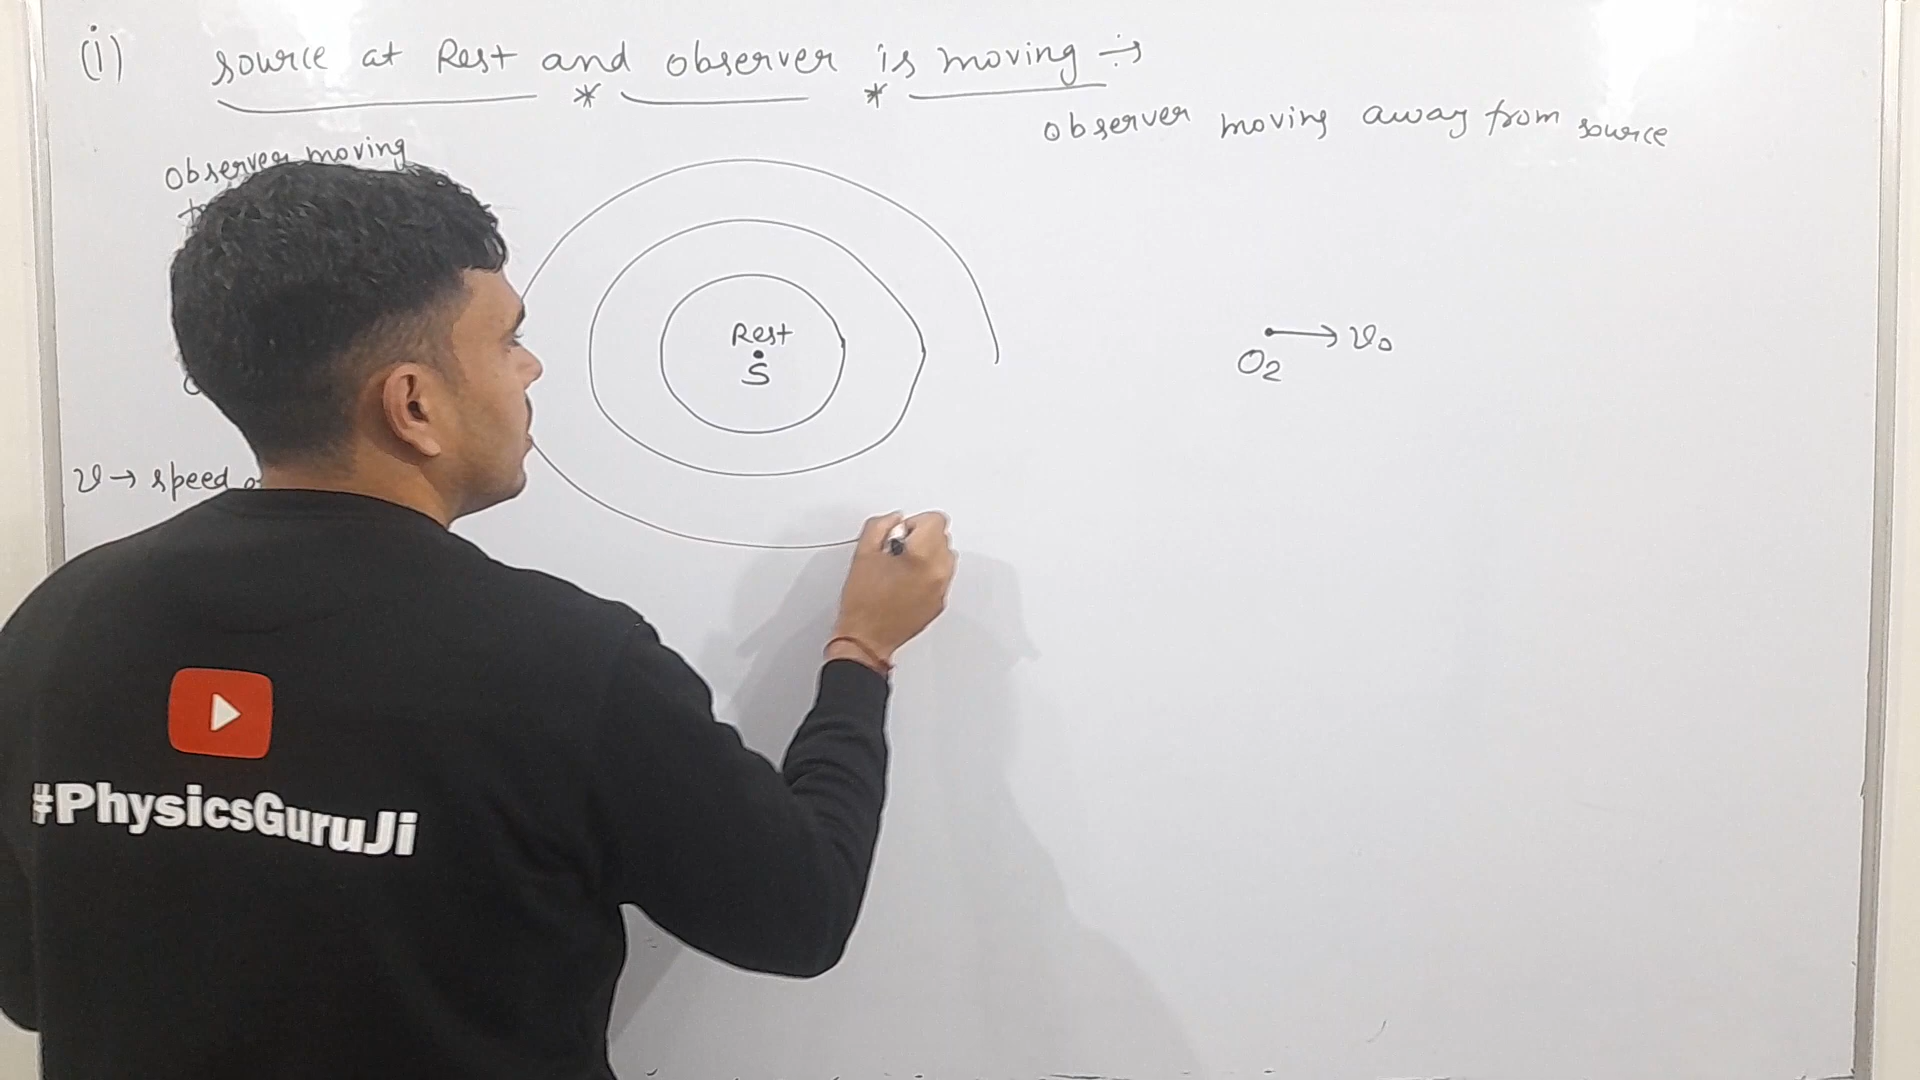 (i) source at Rest and observer is moving ÷→
* *
observer moving away from source
observer moving
Rest
S
O2 → v0
v → speed
#PhysicsGuruJi